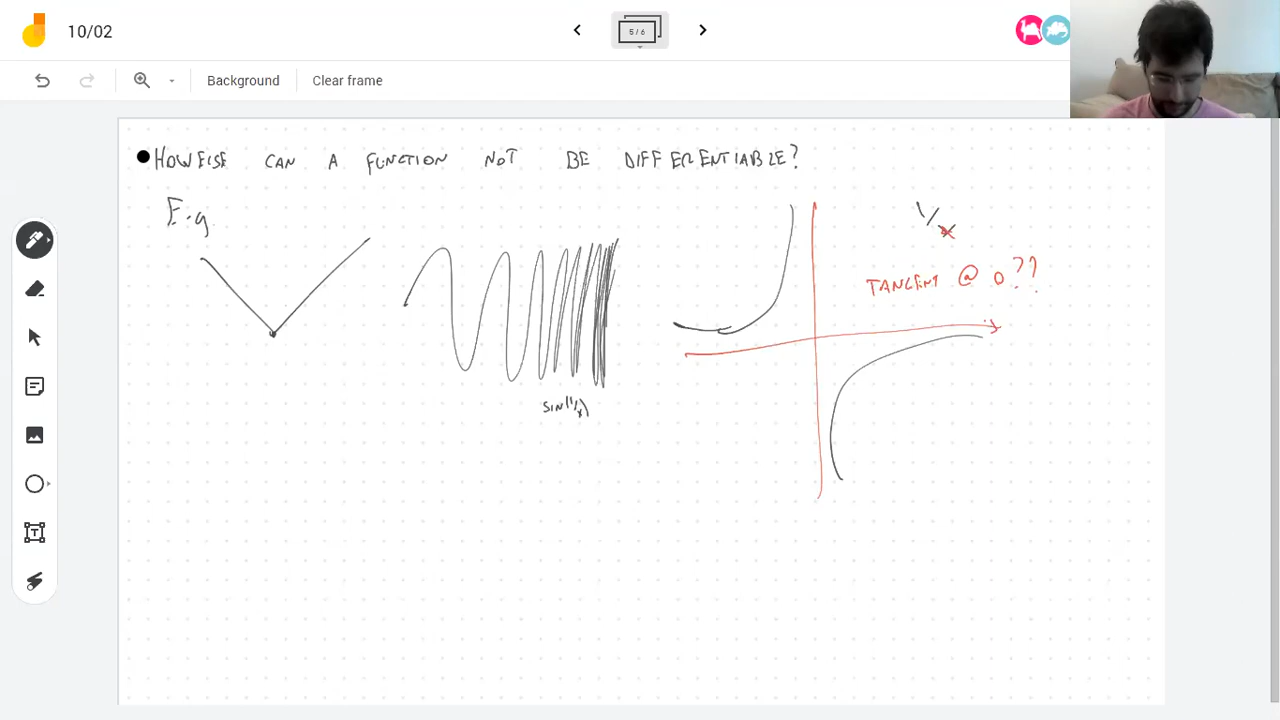 10/02
5 / 6
Background
Clear frame
HOW ELSE CAN A FUNCTION NOT BE DIFFERENTIABLE?
E.g
1/x
TANGENT @ 0??
sin(1/x)